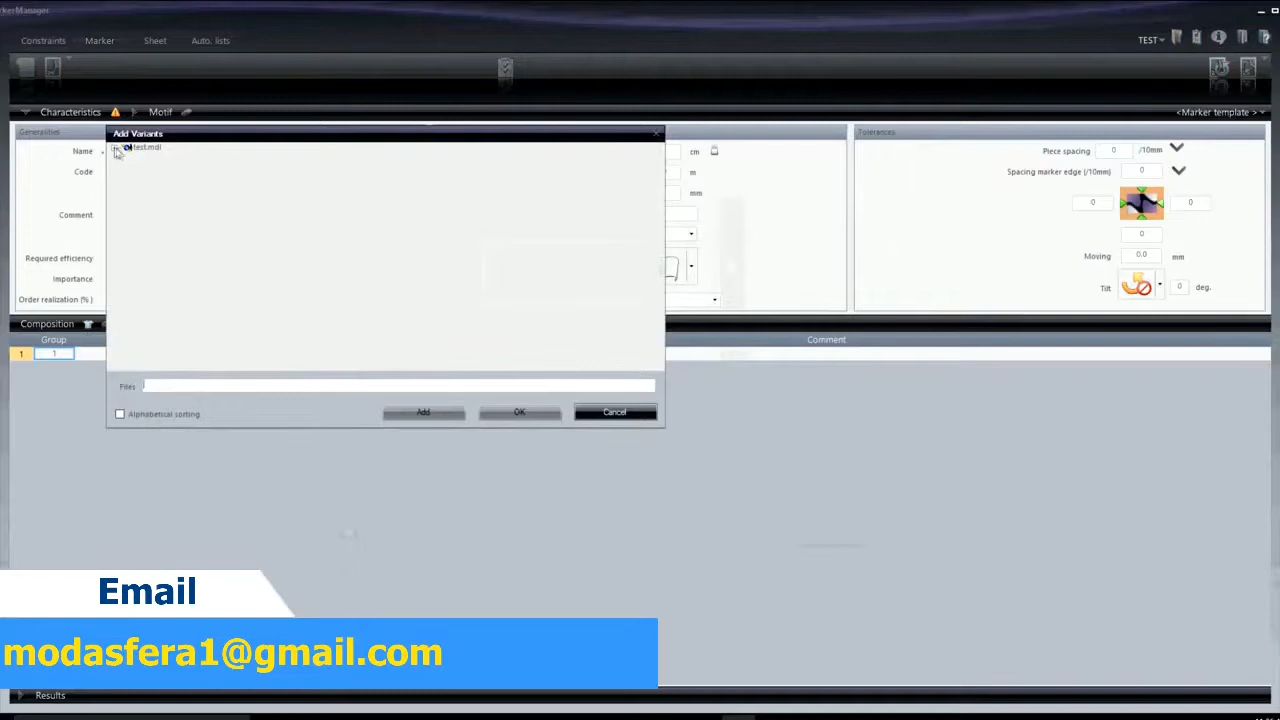 kerManager
Constraints Marker Sheet Auto. lists
TEST
Characteristics Motif <Marker template >
Generalities
Add Variants
Tolerances
test.mdl
Name
cm
Piece spacing 0 /10mm
Code
m
Spacing marker edge (/10mm) 0
mm
0 0
Comment
0
Required efficiency
Moving 0.0 mm
Importance
Tilt 0 deg.
Order realization (% )
Composition
Group
Comment
1 1
Files
Alphabetical sorting
Add OK Cancel
Email
modasfera1@gmail.com
Results